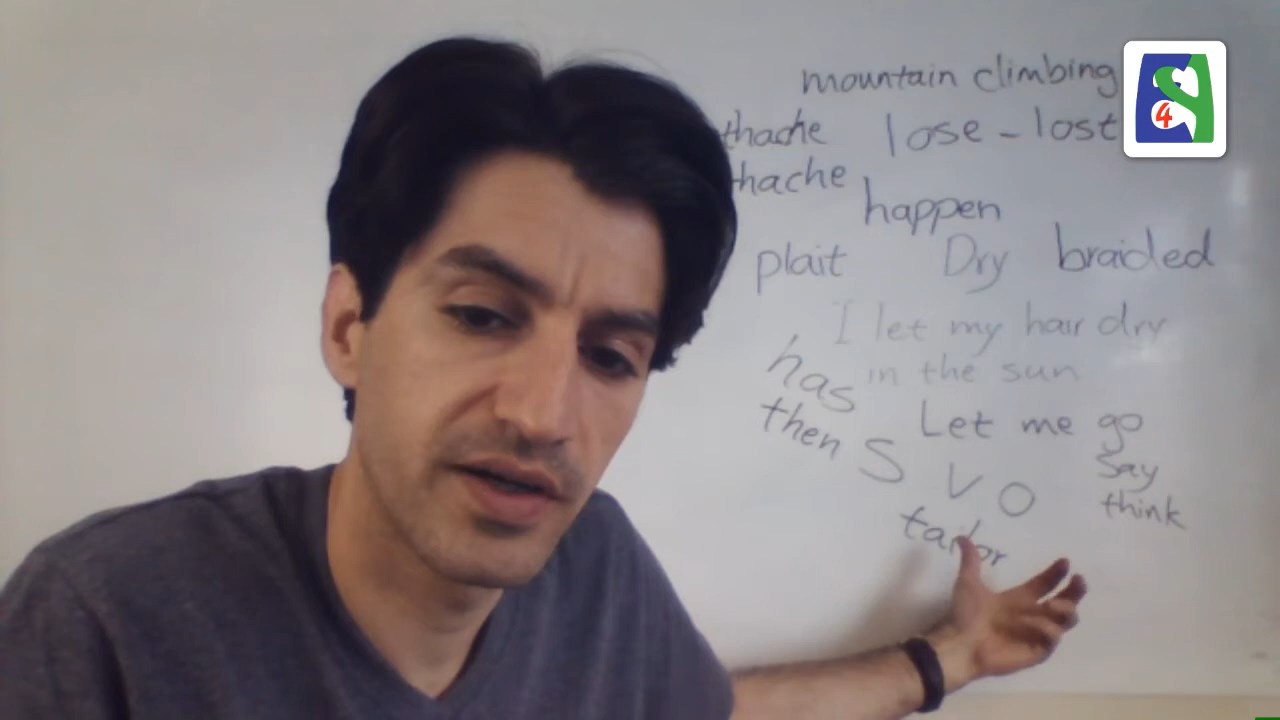 mountain climbing
thache lose - lost
thache
happen
plait Dry braided
I let my hair dry
in the sun
has
then
Let me go
say
think
S V O
tailor
4